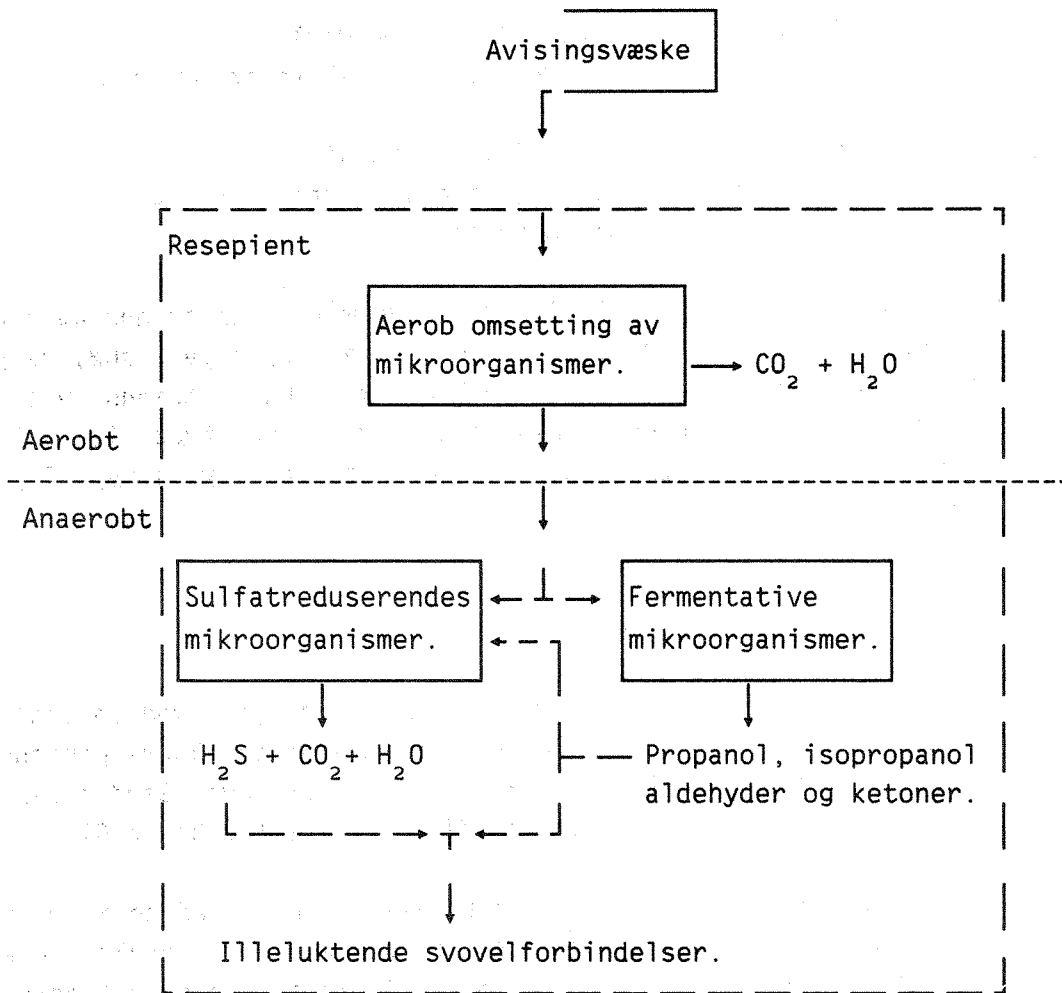 Avisingsvæske
Resepient
Aerob omsetting av
mikroorganismer.
CO2 + H2O
Aerobt
Anaerobt
Sulfatreduserendes
mikroorganismer.
Fermentative
mikroorganismer.
H2S + CO2+ H2O
Propanol, isopropanol
aldehyder og ketoner.
Illeluktende svovelforbindelser.